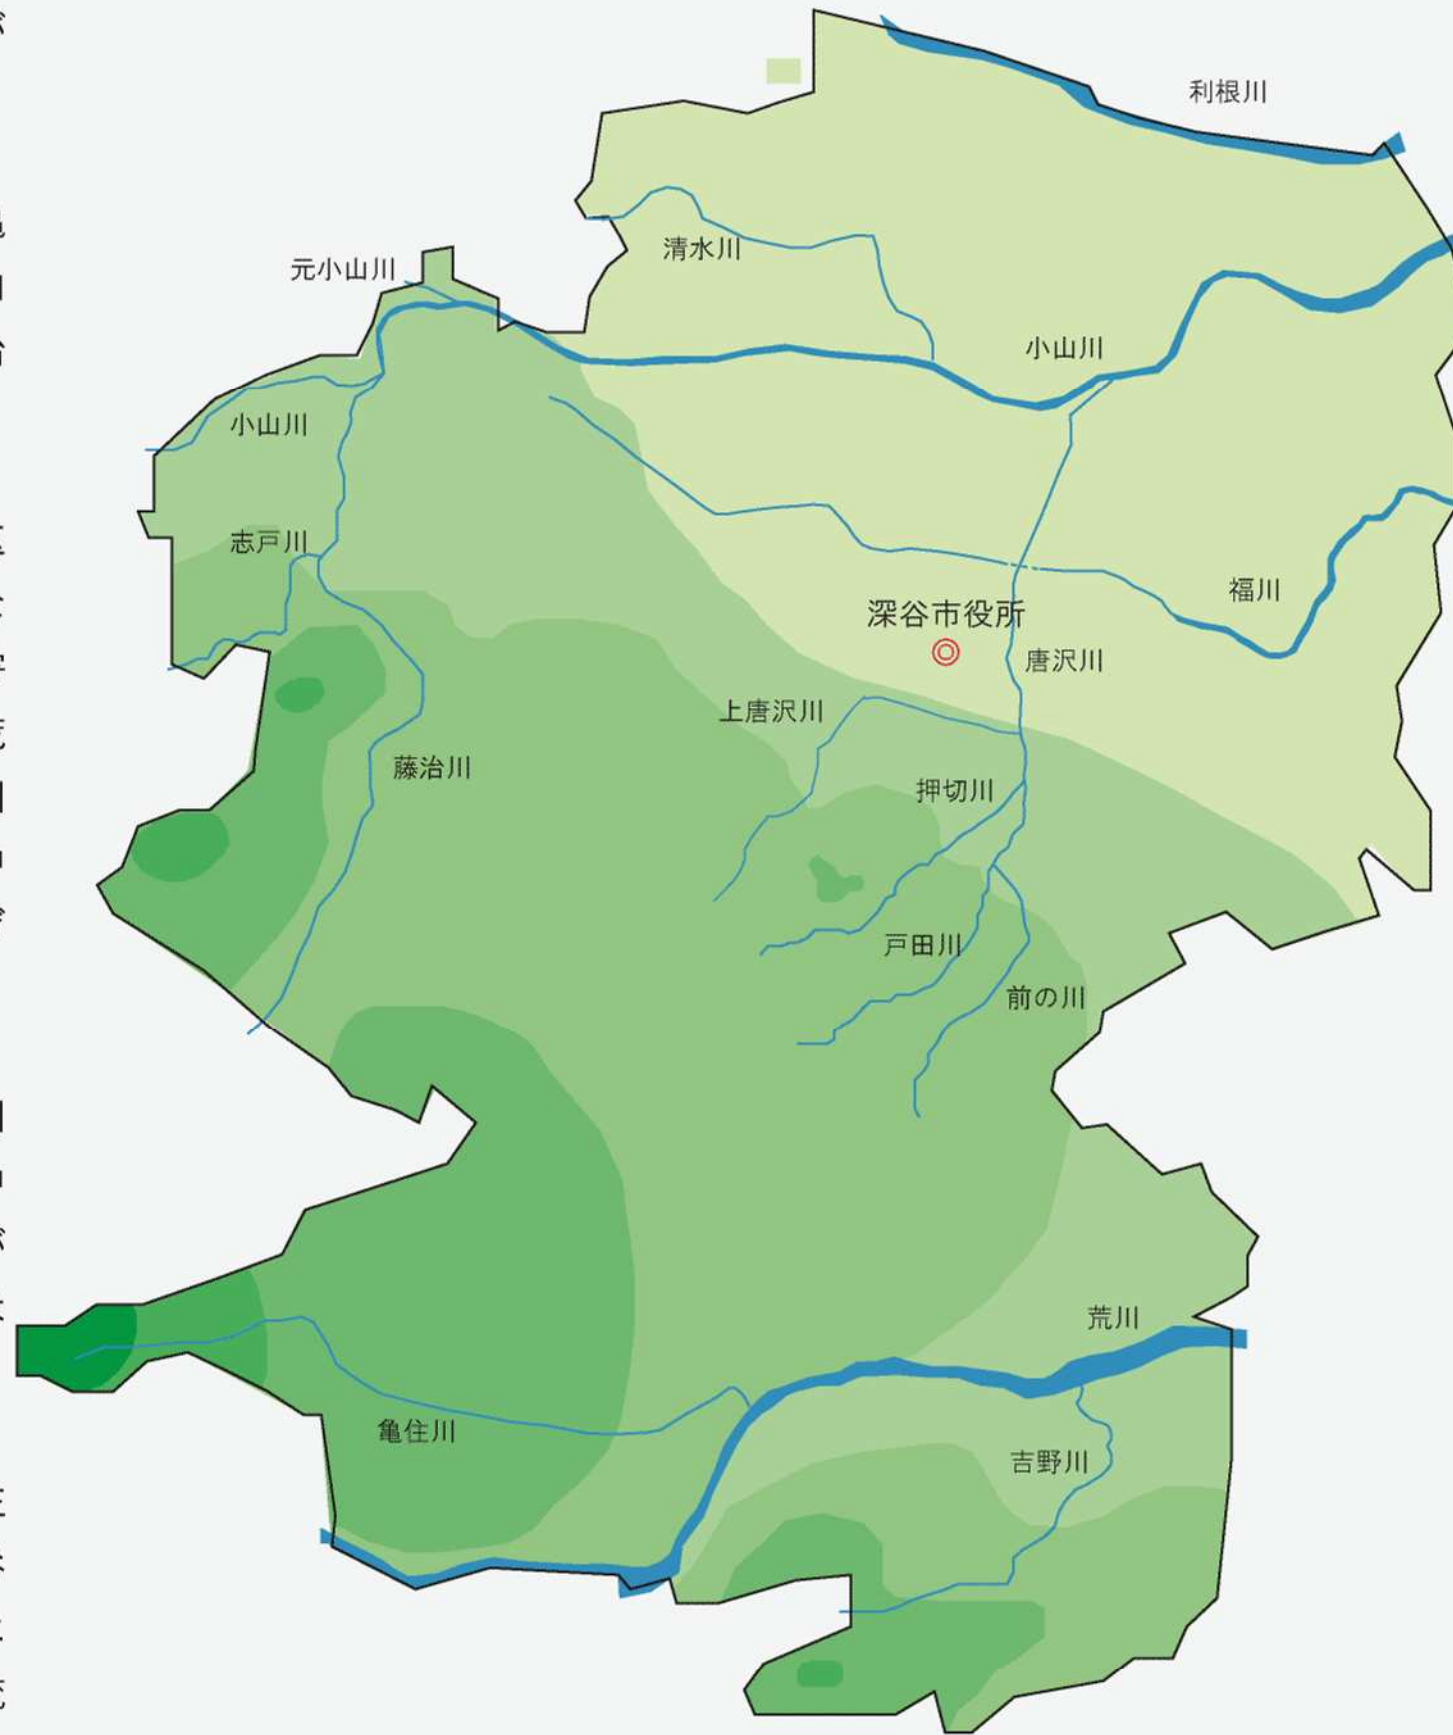 利根川
清水川
元小山川
小山川
小山川
志戸川
福川
深谷市役所
唐沢川
上唐沢川
藤治川
押切川
戸田川
前の川
荒川
亀住川
吉野川